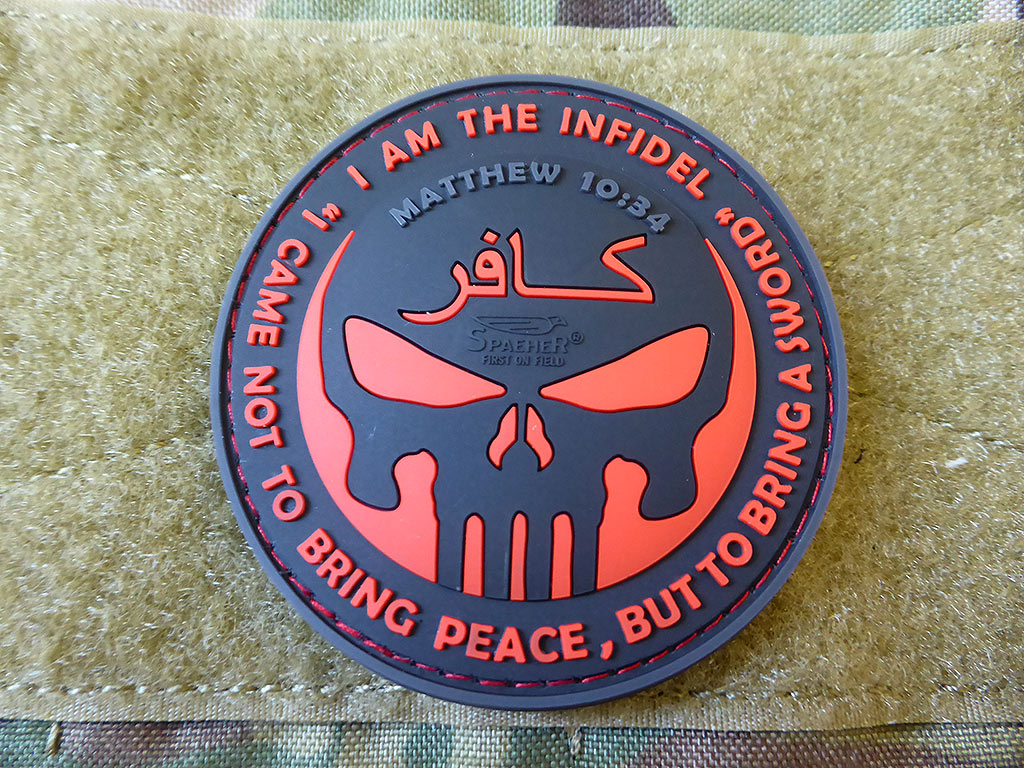 I AM THE INFIDEL
"I CAME NOT TO BRING PEACE, BUT TO BRING A SWORD"
MATTHEW 10:34
كافر
SPAEHER®
FIRST ON FIELD